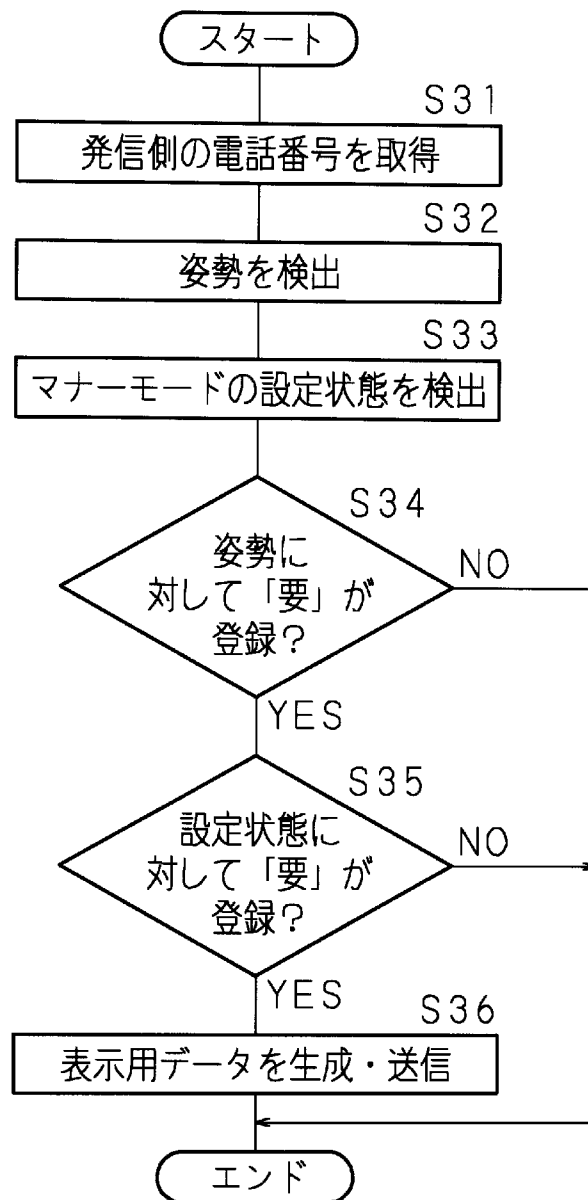 スタート
S31
発信側の電話番号を取得
S32
姿勢を検出
S33
マナーモードの設定状態を検出
S34
姿勢に
対して「要」が
登録？
NO
YES
S35
設定状態に
対して「要」が
登録？
NO
YES
S36
表示用データを生成・送信
エンド